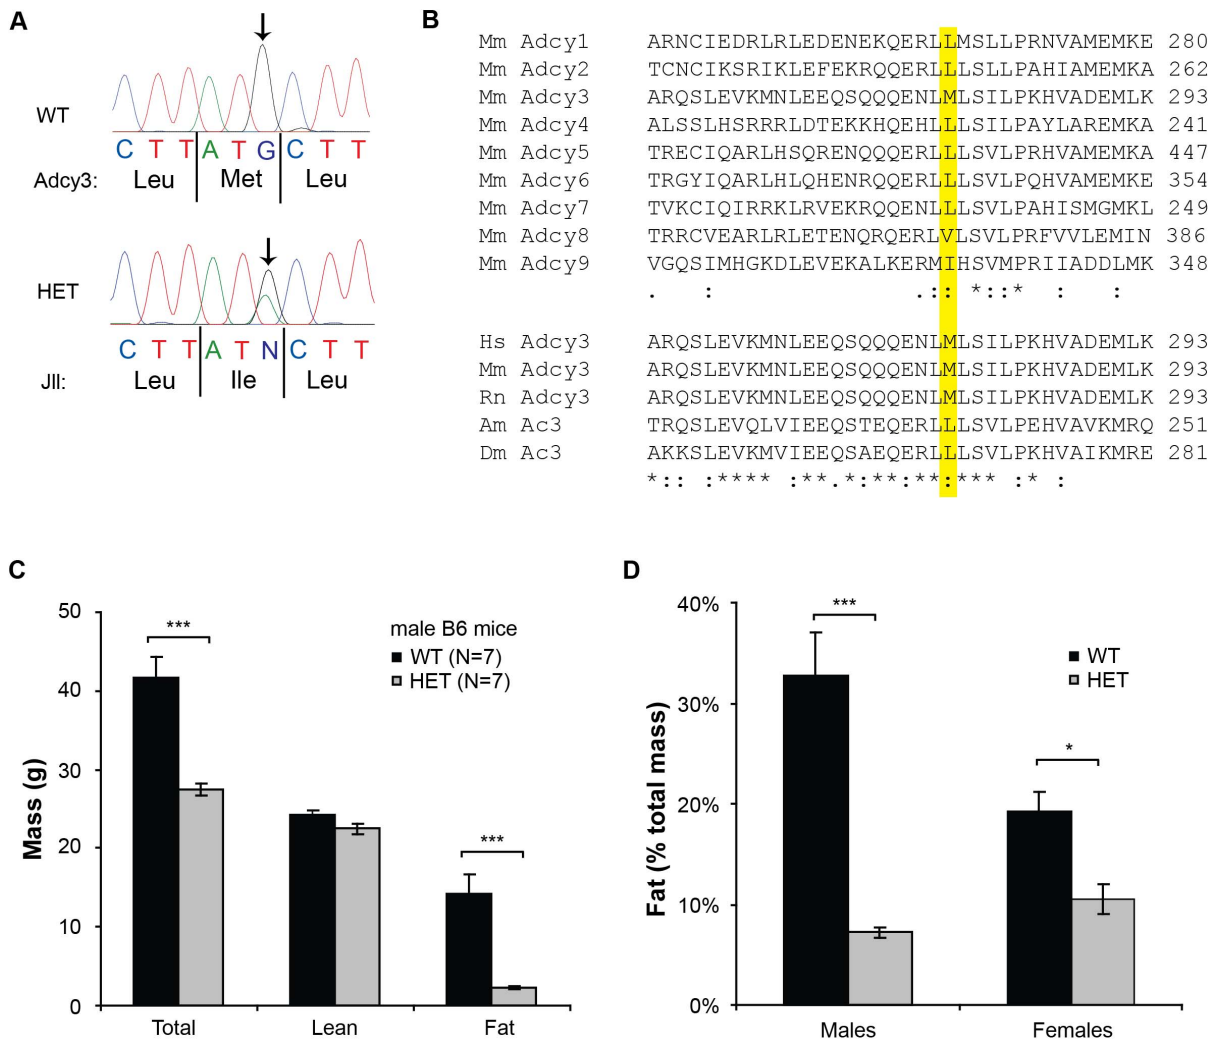 A
WT
C T T A T G C T T
Adcy3: Leu Met Leu
HET
C T T A T N C T T
Jll: Leu Ile Leu
B
Mm Adcy1 ARNCIEDRLRLEDENEKQERLLMSLLPRNVAMEMKE 280
Mm Adcy2 TCNCIKSRIKLEFEKRQQERLLLSLLPAHIAMEMKA 262
Mm Adcy3 ARQSLEVKMNLEEQSQQQENLMLSILPKHVADEMLK 293
Mm Adcy4 ALSSLHSRRRLDTEKKHQEHLLLSILPAYLAREMKA 241
Mm Adcy5 TRECIQARLHSQRENQQQERLLLSVLPRHVAMEMKA 447
Mm Adcy6 TRGYIQARLHLQHENRQQERLLLSVLPQHVAMEMKE 354
Mm Adcy7 TVKCIQIRRKLRVEKRQQENLLLSVLPAHISMGMKL 249
Mm Adcy8 TRRCVEARLRLETENQRQERLVLSVLPRFVVLEMIN 386
Mm Adcy9 VGQSIMHGKDLEVEKALKERMIHSVMPRIIADDLMK 348
. : .:: *::* : :
Hs Adcy3 ARQSLEVKMNLEEQSQQQENLMLSILPKHVADEMLK 293
Mm Adcy3 ARQSLEVKMNLEEQSQQQENLMLSILPKHVADEMLK 293
Rn Adcy3 ARQSLEVKMNLEEQSQQQENLMLSILPKHVADEMLK 293
Am Ac3 TRQSLEVQLVIEEQSTEQERLLLSVLPEHVAVKMRQ 251
Dm Ac3 AKKSLEVKMVIEEQSAEQERLLLSVLPKHVAIKMRE 281
*:: :**** :**.*:**:**:*** :* :
C
Mass (g)
50
40
30
20
10
0
***
***
male B6 mice
WT (N=7)
HET (N=7)
Total Lean Fat
D
Fat (% total mass)
40%
30%
20%
10%
0%
***
*
WT
HET
Males Females